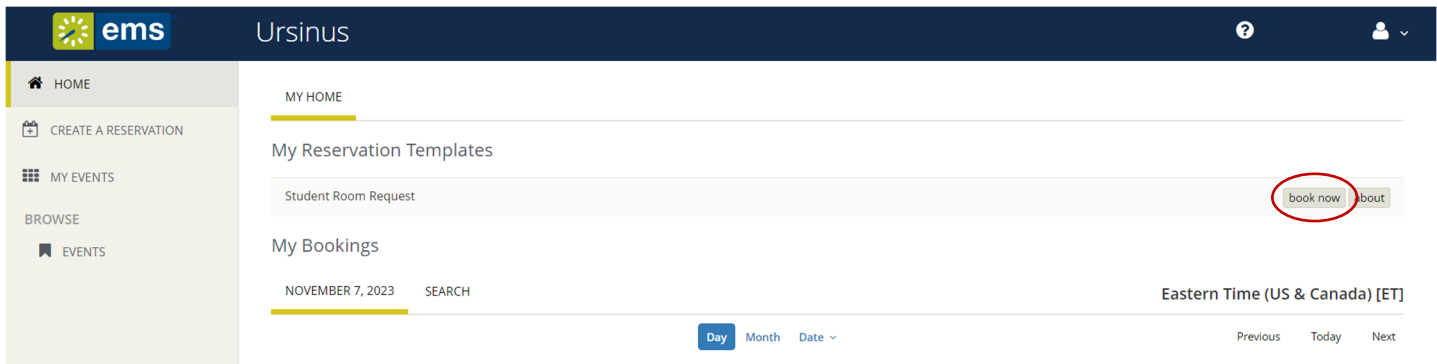 ems Ursinus
HOME
MY HOME
CREATE A RESERVATION
My Reservation Templates
MY EVENTS
Student Room Request book now about
BROWSE
EVENTS
My Bookings
NOVEMBER 7, 2023 SEARCH Eastern Time (US & Canada) [ET]
Day Month Date Previous Today Next